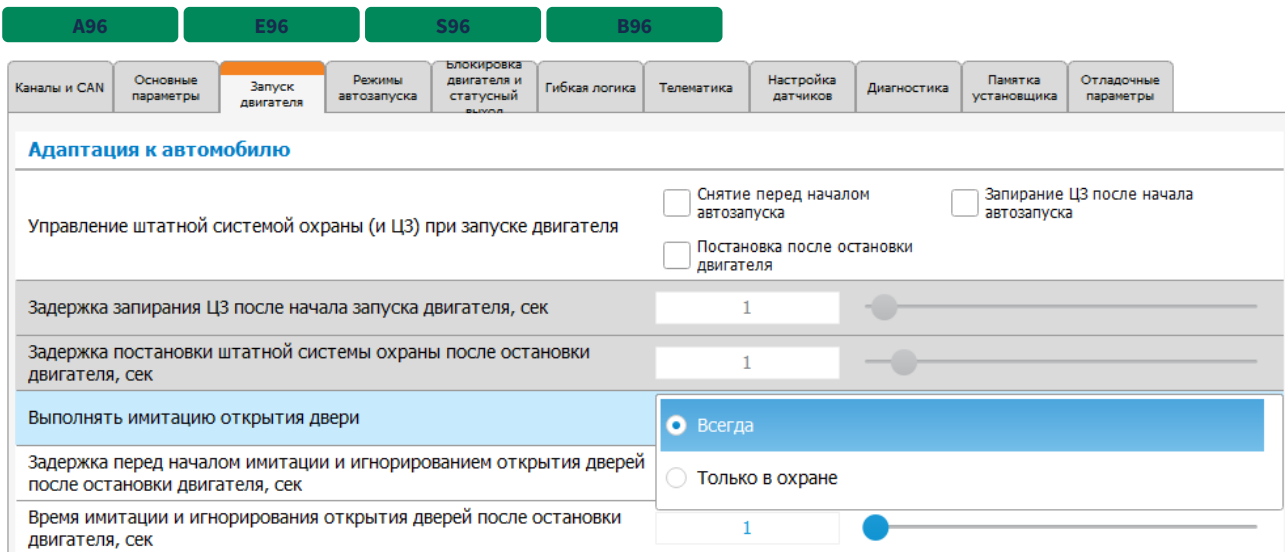 A96
E96
S96
B96
Каналы и CAN
Основные
параметры
Запуск
двигателя
Режимы
автозапуска
Блокировка
двигателя и
статусный
выход
Гибкая логика
Телематика
Настройка
датчиков
Диагностика
Памятка
установщика
Отладочные
параметры
Адаптация к автомобилю
Управление штатной системой охраны (и ЦЗ) при запуске двигателя
Снятие перед началом
автозапуска
Запирание ЦЗ после начала
автозапуска
Постановка после остановки
двигателя
Задержка запирания ЦЗ после начала запуска двигателя, сек
1
Задержка постановки штатной системы охраны после остановки
двигателя, сек
1
Выполнять имитацию открытия двери
Всегда
Только в охране
Задержка перед началом имитации и игнорированием открытия дверей
после остановки двигателя, сек
Время имитации и игнорирования открытия дверей после остановки
двигателя, сек
1